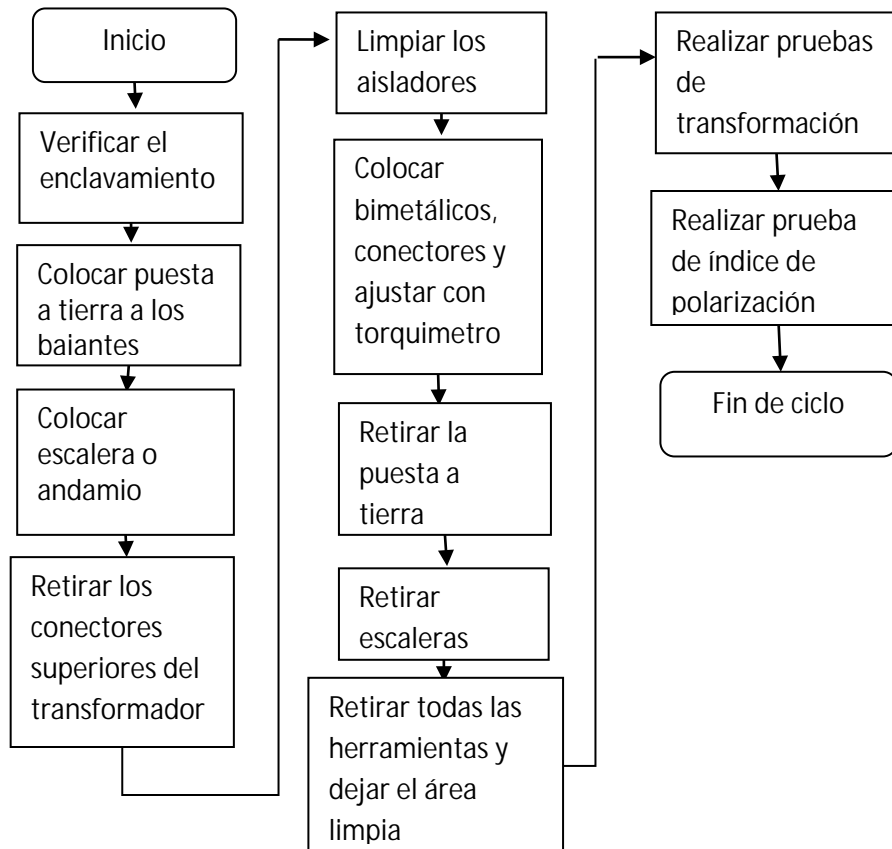 Inicio
Verificar el
enclavamiento
Colocar puesta
a tierra a los
baiantes
Colocar
escalera o
andamio
Retirar los
conectores
superiores del
transformador
Limpiar los
aisladores
Colocar
bimetálicos,
conectores y
ajustar con
torquimetro
Retirar la
puesta a
tierra
Retirar
escaleras
Retirar todas las
herramientas y
dejar el área
limpia
Realizar pruebas
de
transformación
Realizar prueba
de índice de
polarización
Fin de ciclo